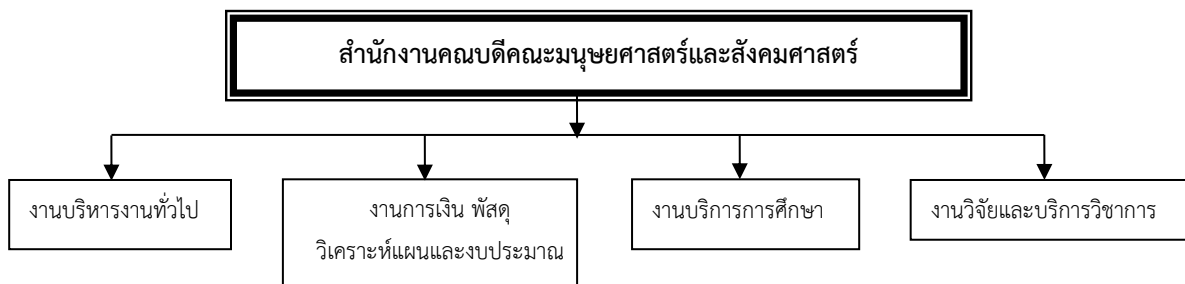 สำนักงานคณบดีคณะมนุษยศาสตร์และสังคมศาสตร์
งานบริหารงานทั่วไป
งานการเงิน พัสดุ
วิเคราะห์แผนและงบประมาณ
งานบริการการศึกษา
งานวิจัยและบริการวิชาการ